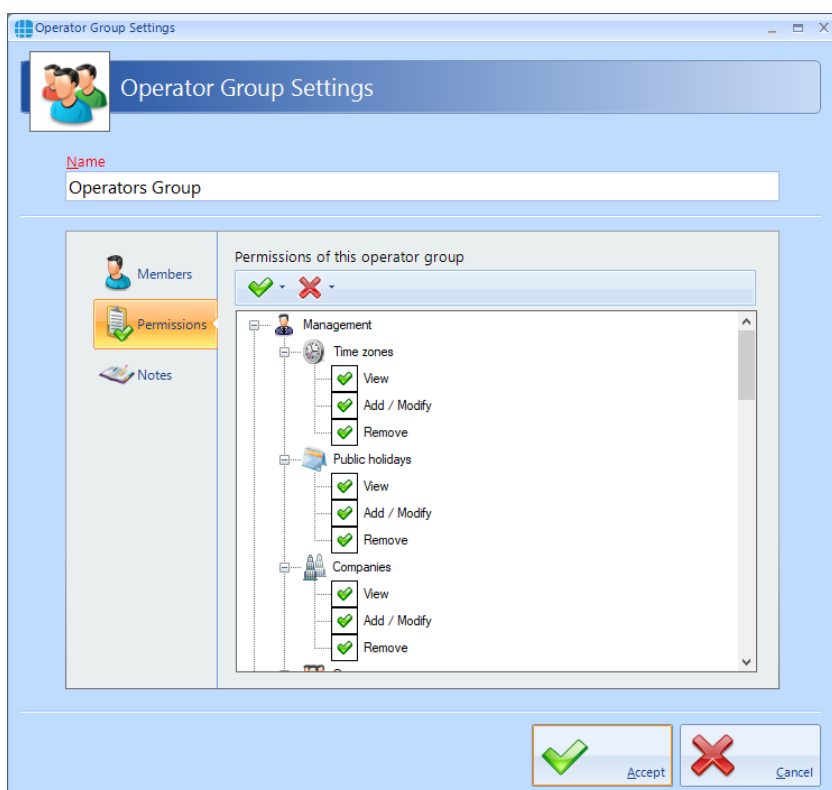 Operator Group Settings
Operator Group Settings
Name
Operators Group
Members
Permissions
Notes
Permissions of this operator group
Management
Time zones
View
Add / Modify
Remove
Public holidays
View
Add / Modify
Remove
Companies
View
Add / Modify
Remove
Accept
Cancel